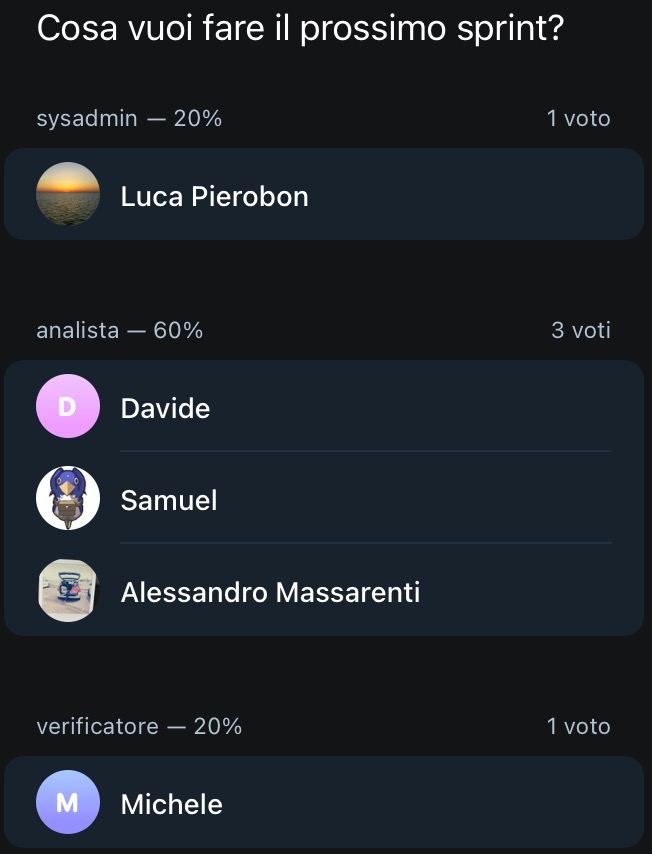 Cosa vuoi fare il prossimo sprint?
sysadmin — 20% 1 voto
Luca Pierobon
analista — 60% 3 voti
D Davide
Samuel
Alessandro Massarenti
verificatore — 20% 1 voto
M Michele